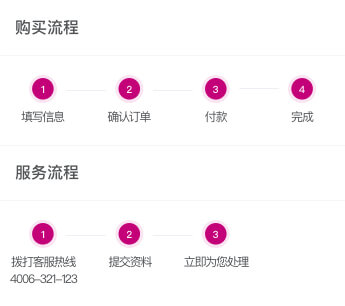 购买流程
1 2 3 4
填写信息 确认订单 付款 完成
服务流程
1 2 3
拨打客服热线 提交资料 立即为您处理
4006-321-123